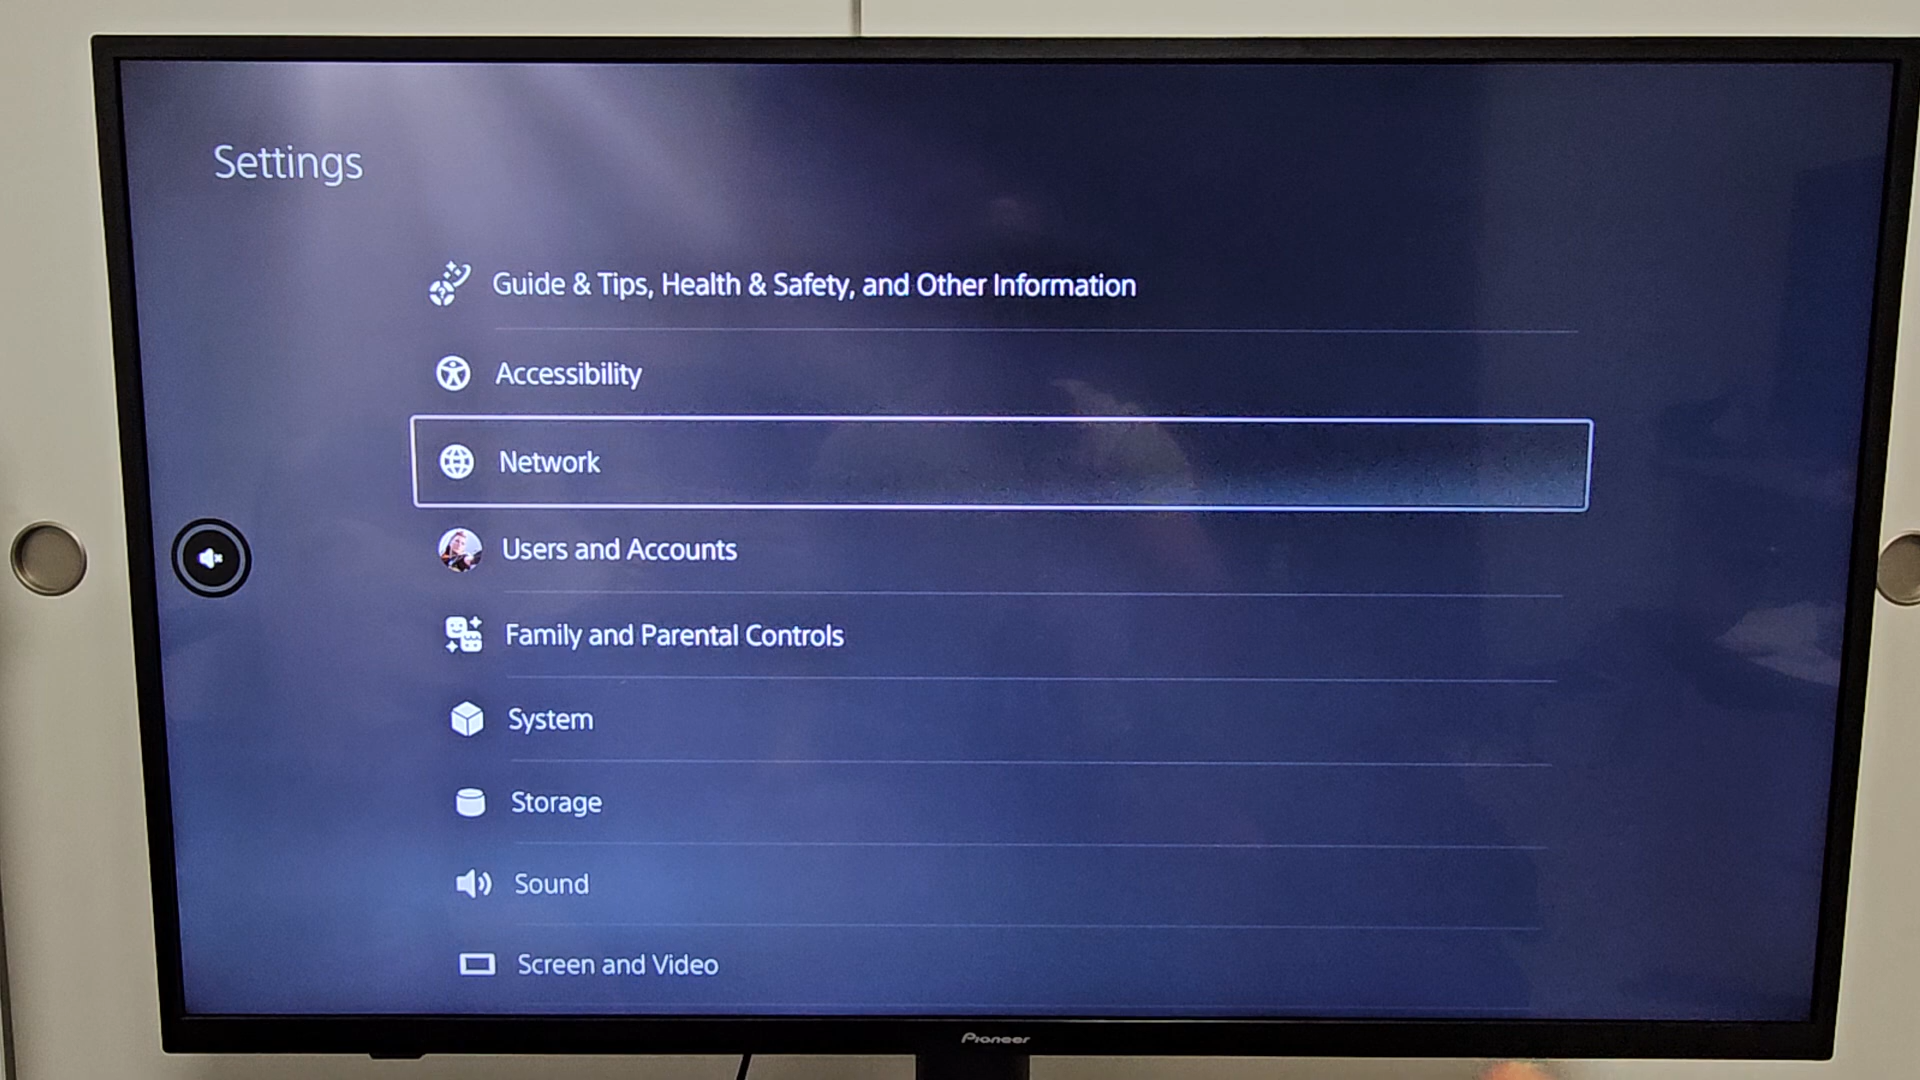 Settings
Guide & Tips, Health & Safety, and Other Information
Accessibility
Network
Users and Accounts
Family and Parental Controls
System
Storage
Sound
Screen and Video
Pioneer